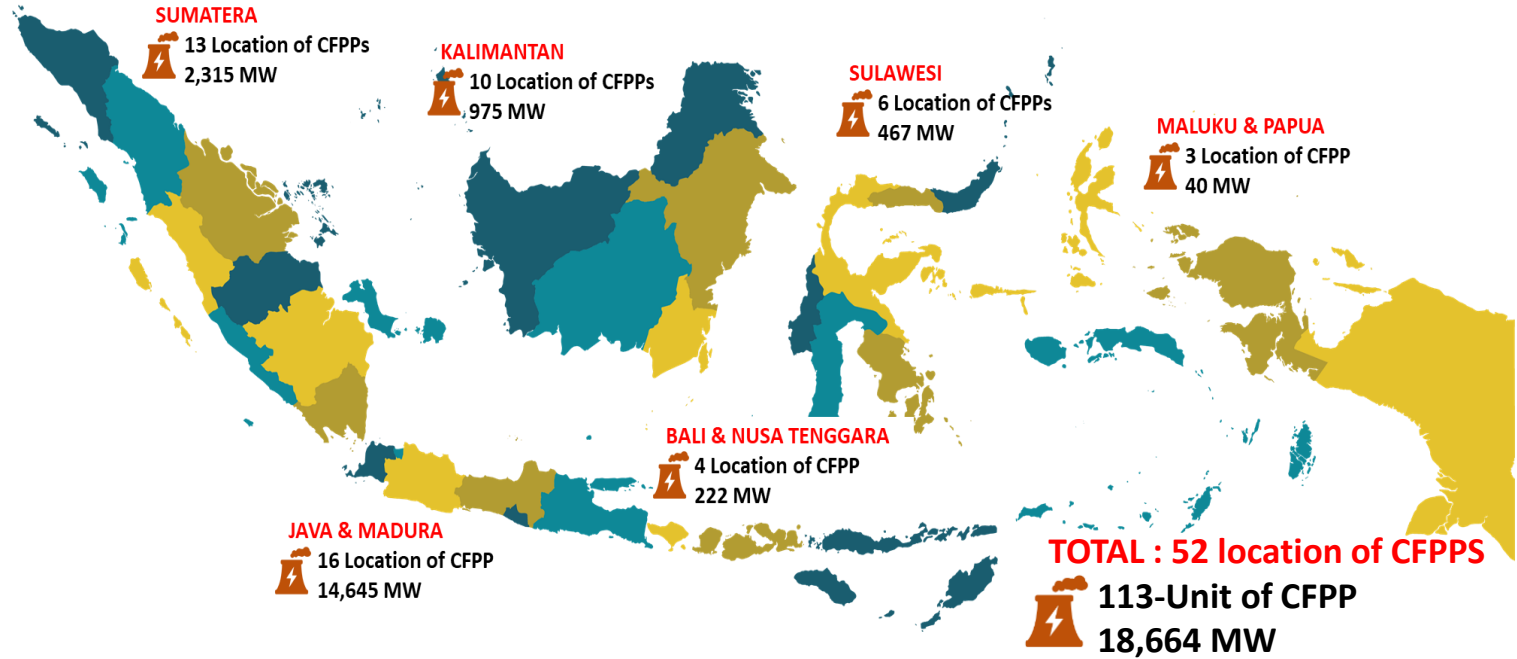 SUMATERA
13 Location of CFPPs
2,315 MW
KALIMANTAN
10 Location of CFPPs
975 MW
SULAWESI
6 Location of CFPPs
467 MW
MALUKU & PAPUA
3 Location of CFPP
40 MW
BALI & NUSA TENGGARA
4 Location of CFPP
222 MW
JAVA & MADURA
16 Location of CFPP
14,645 MW
TOTAL : 52 location of CFPPS
113-Unit of CFPP
18,664 MW